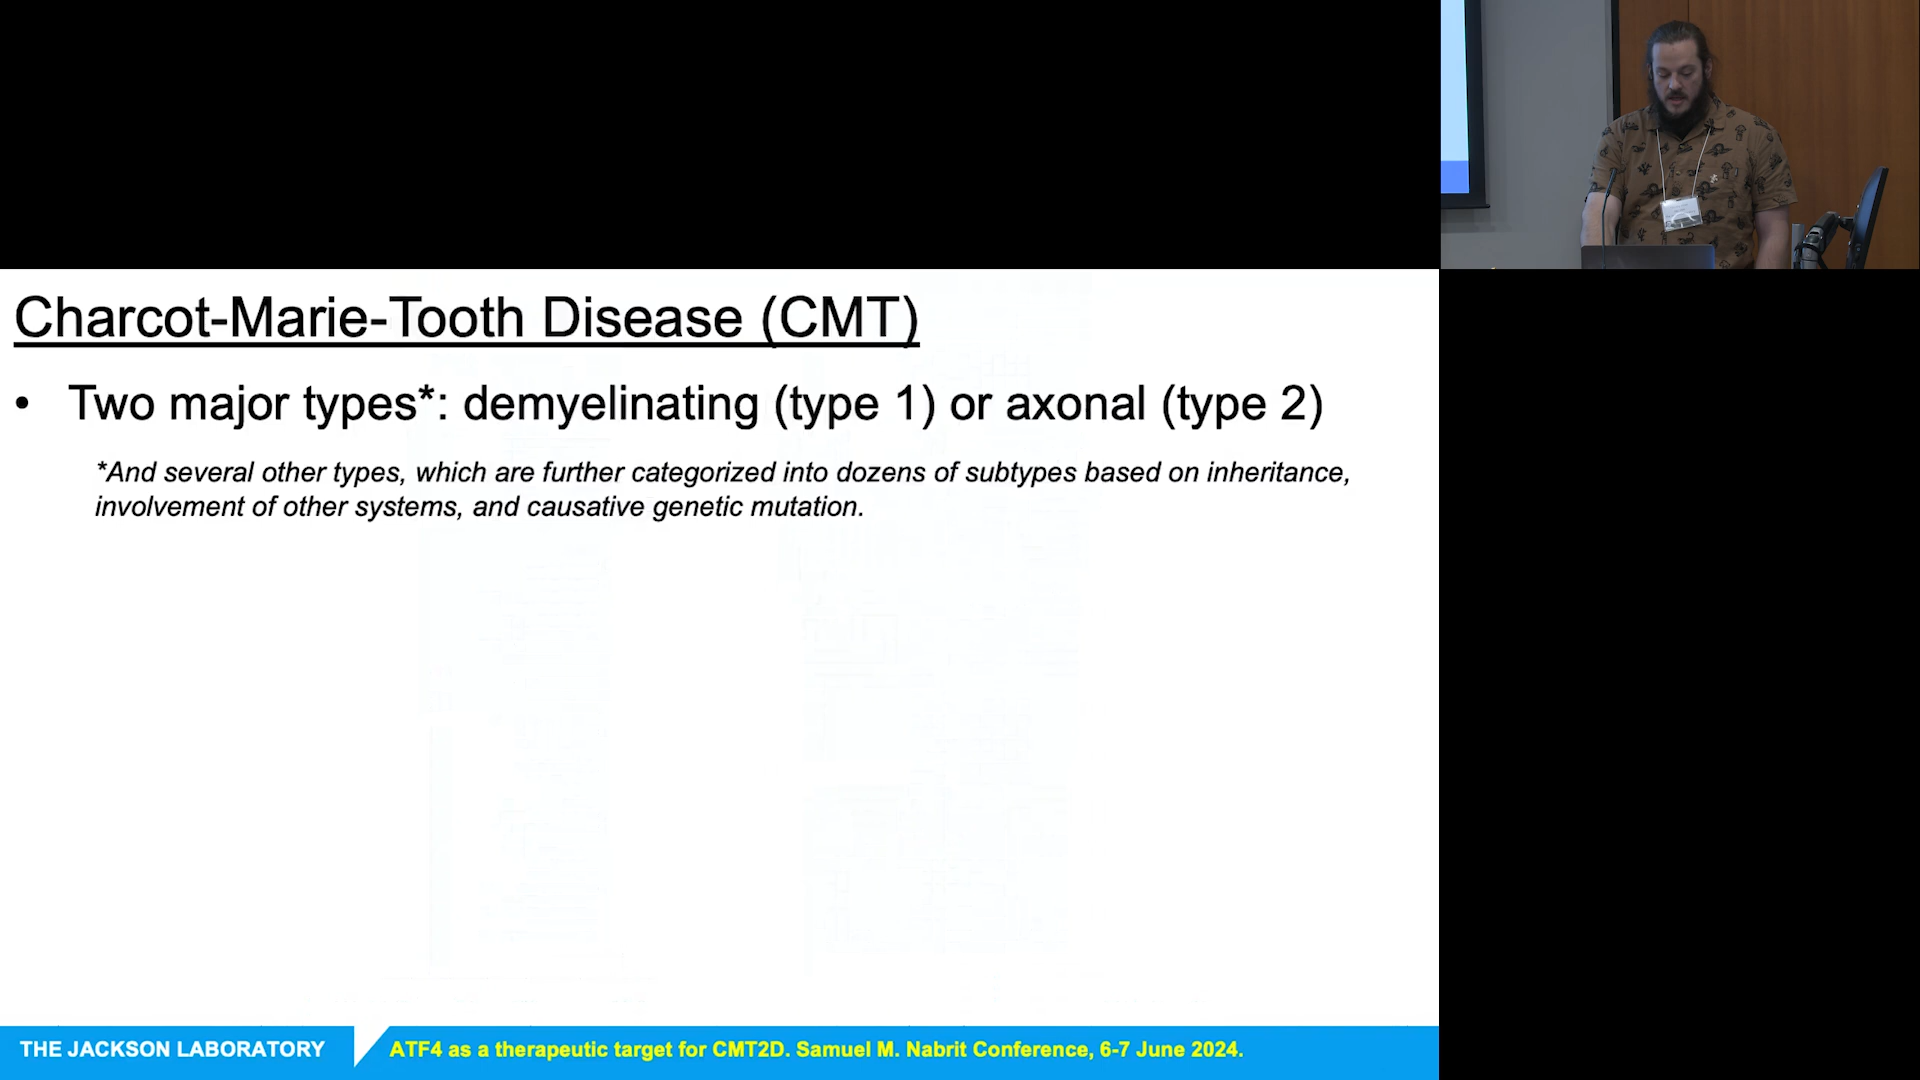 Charcot-Marie-Tooth Disease (CMT)
• Two major types*: demyelinating (type 1) or axonal (type 2)
*And several other types, which are further categorized into dozens of subtypes based on inheritance,
involvement of other systems, and causative genetic mutation.
THE JACKSON LABORATORY
ATF4 as a therapeutic target for CMT2D. Samuel M. Nabrit Conference, 6-7 June 2024.